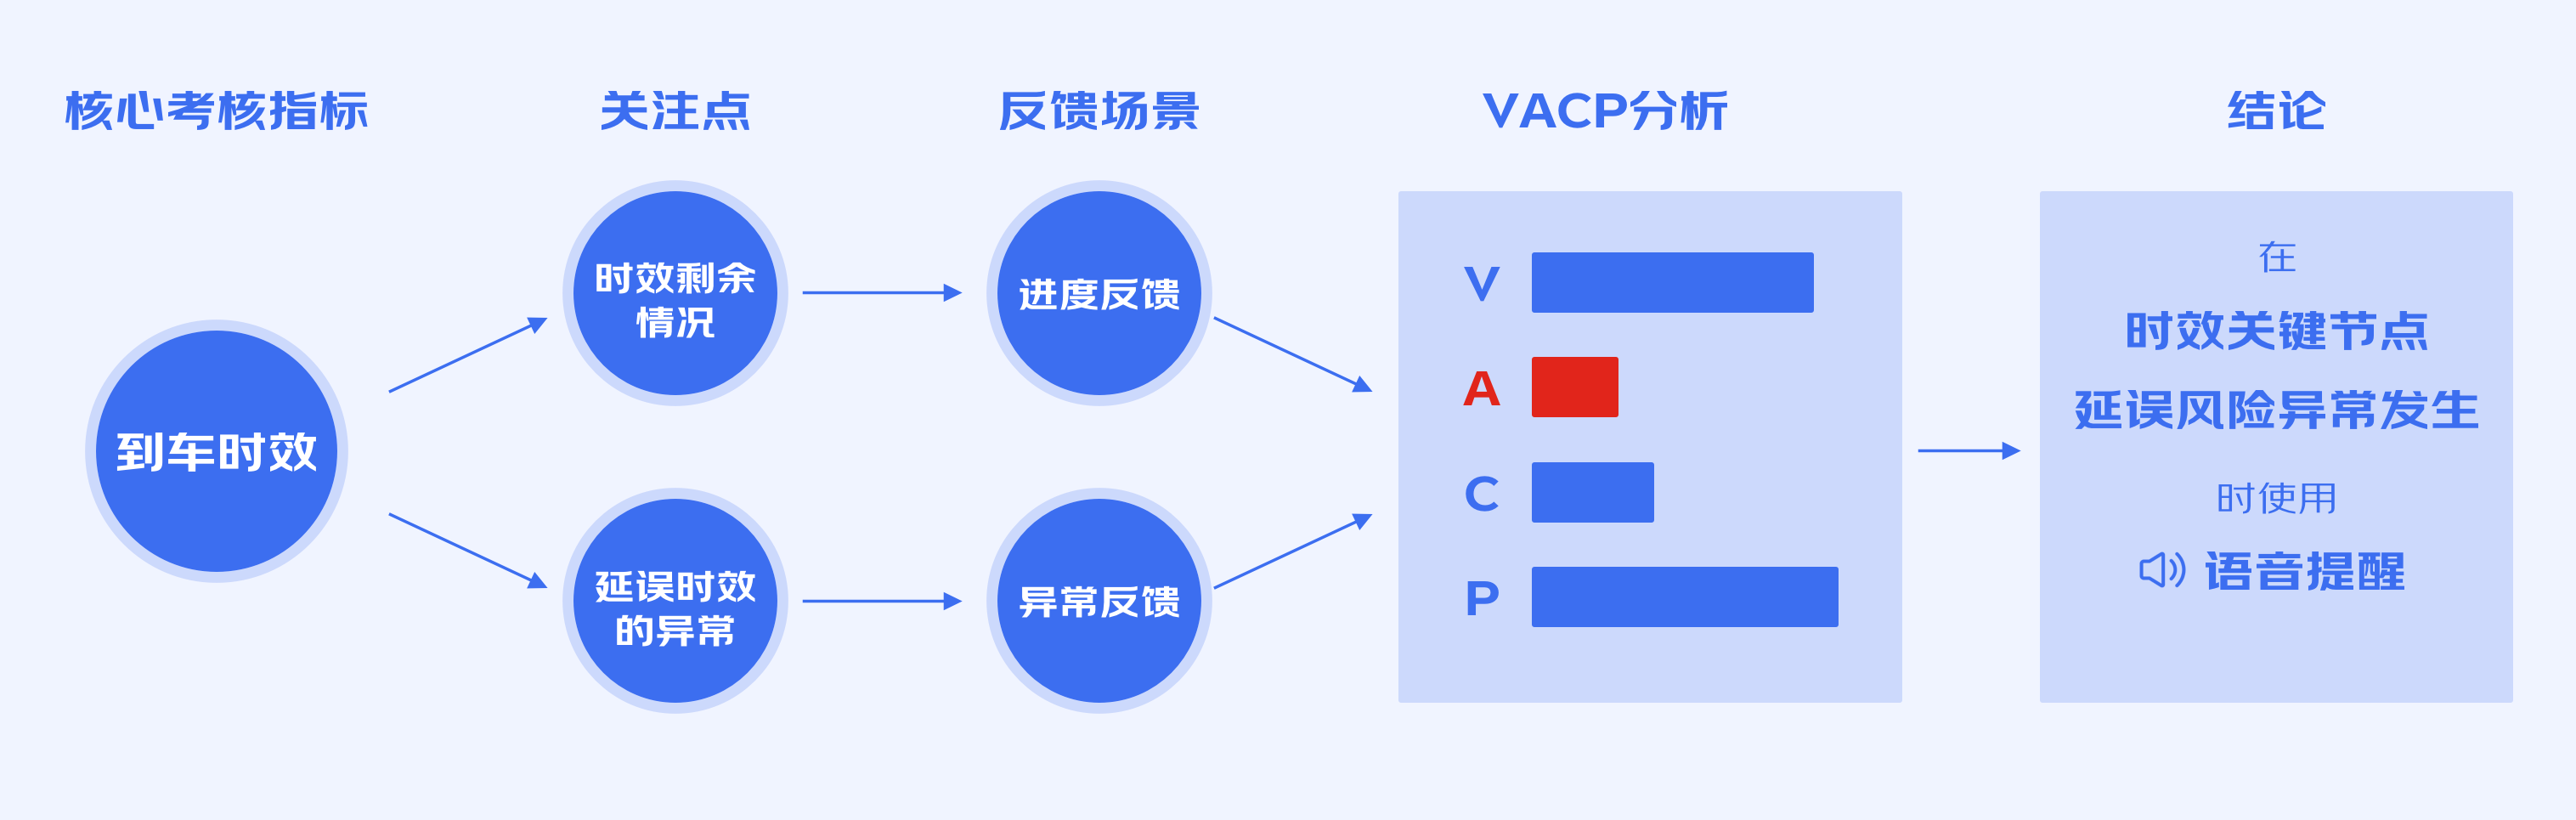 核心考核指标
关注点
反馈场景
VACP分析
结论
到车时效
时效剩余
情况
延误时效
的异常
进度反馈
异常反馈
V
A
C
P
在
时效关键节点
延误风险异常发生
时使用
语音提醒